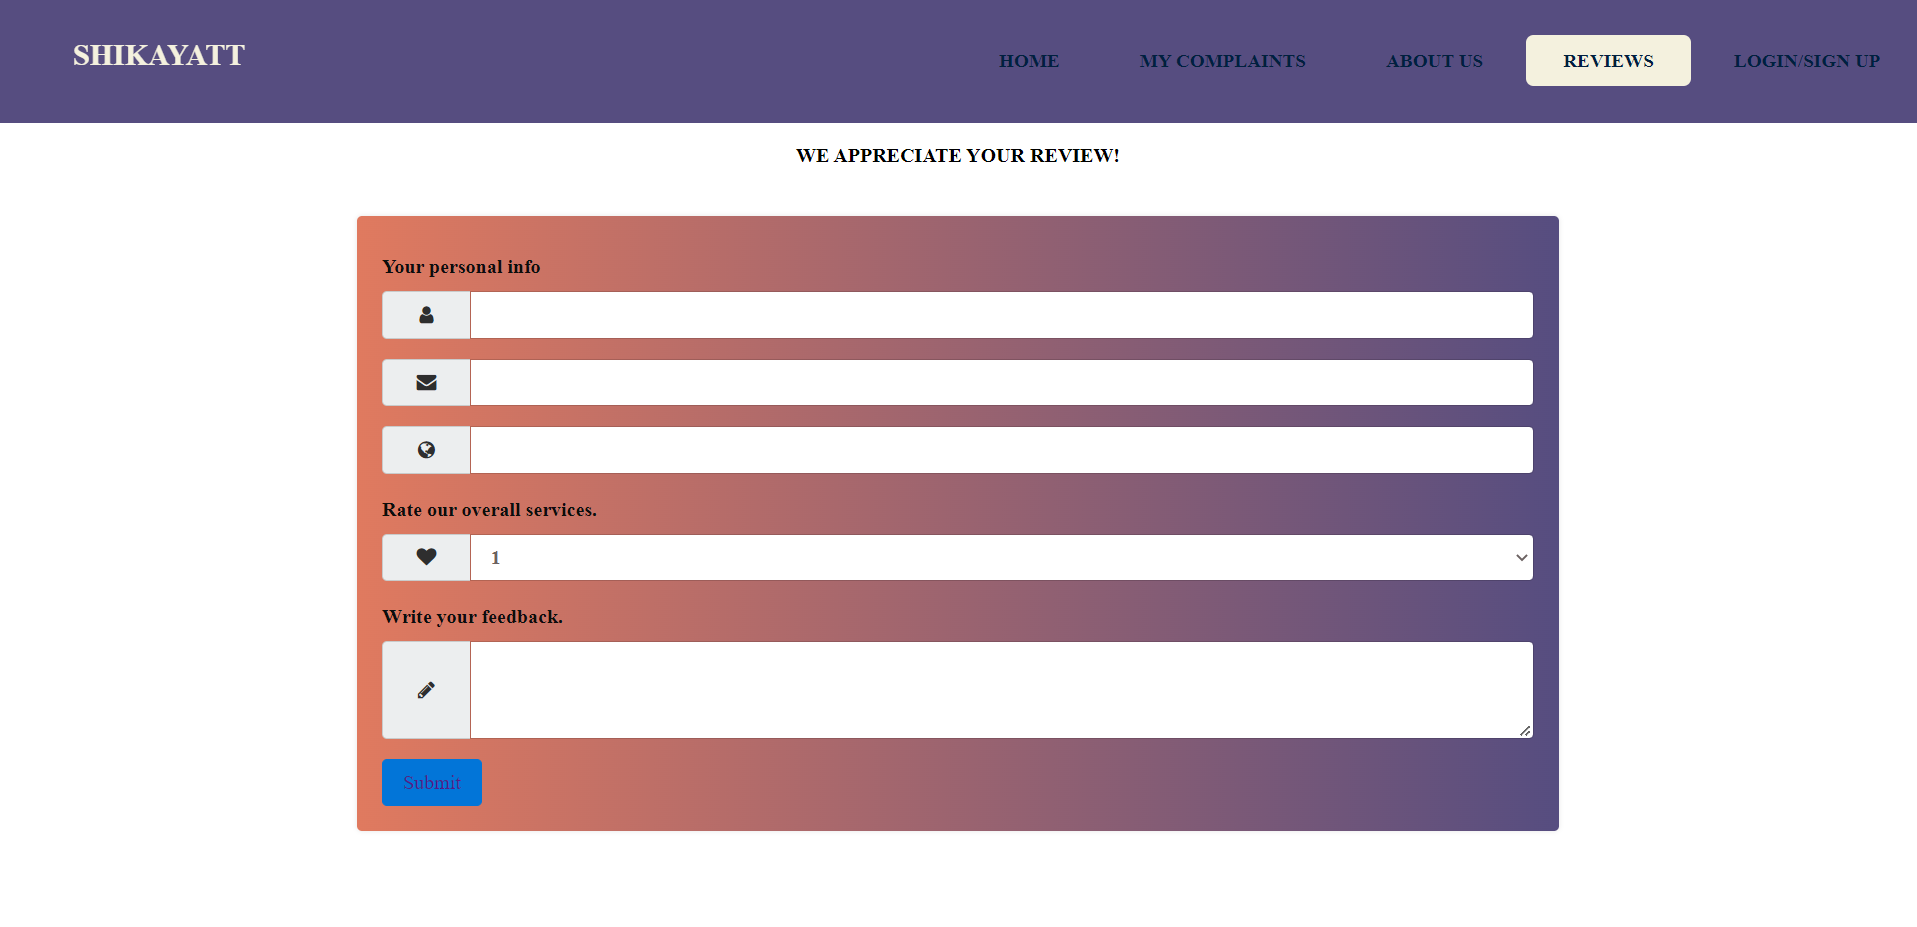 SHIKAYATT
HOME MY COMPLAINTS ABOUT US REVIEWS LOGIN/SIGN UP
WE APPRECIATE YOUR REVIEW!
Your personal info
Rate our overall services.
1
Write your feedback.
Submit